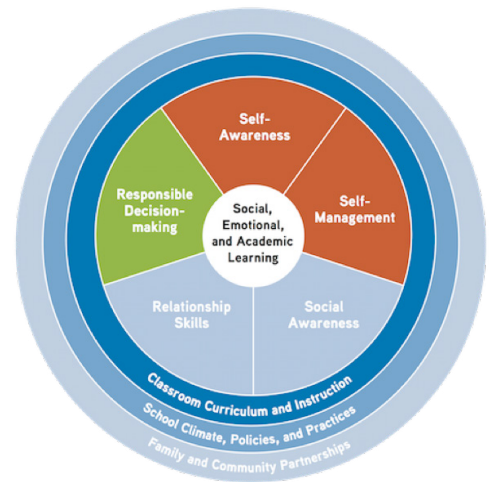 Self-
Awareness
Self-
Management
Responsible
Decision-
making
Social,
Emotional,
and Academic
Learning
Relationship
Skills
Social
Awareness
Classroom Curriculum and Instruction
School Climate, Policies, and Practices
Family and Community Partnerships